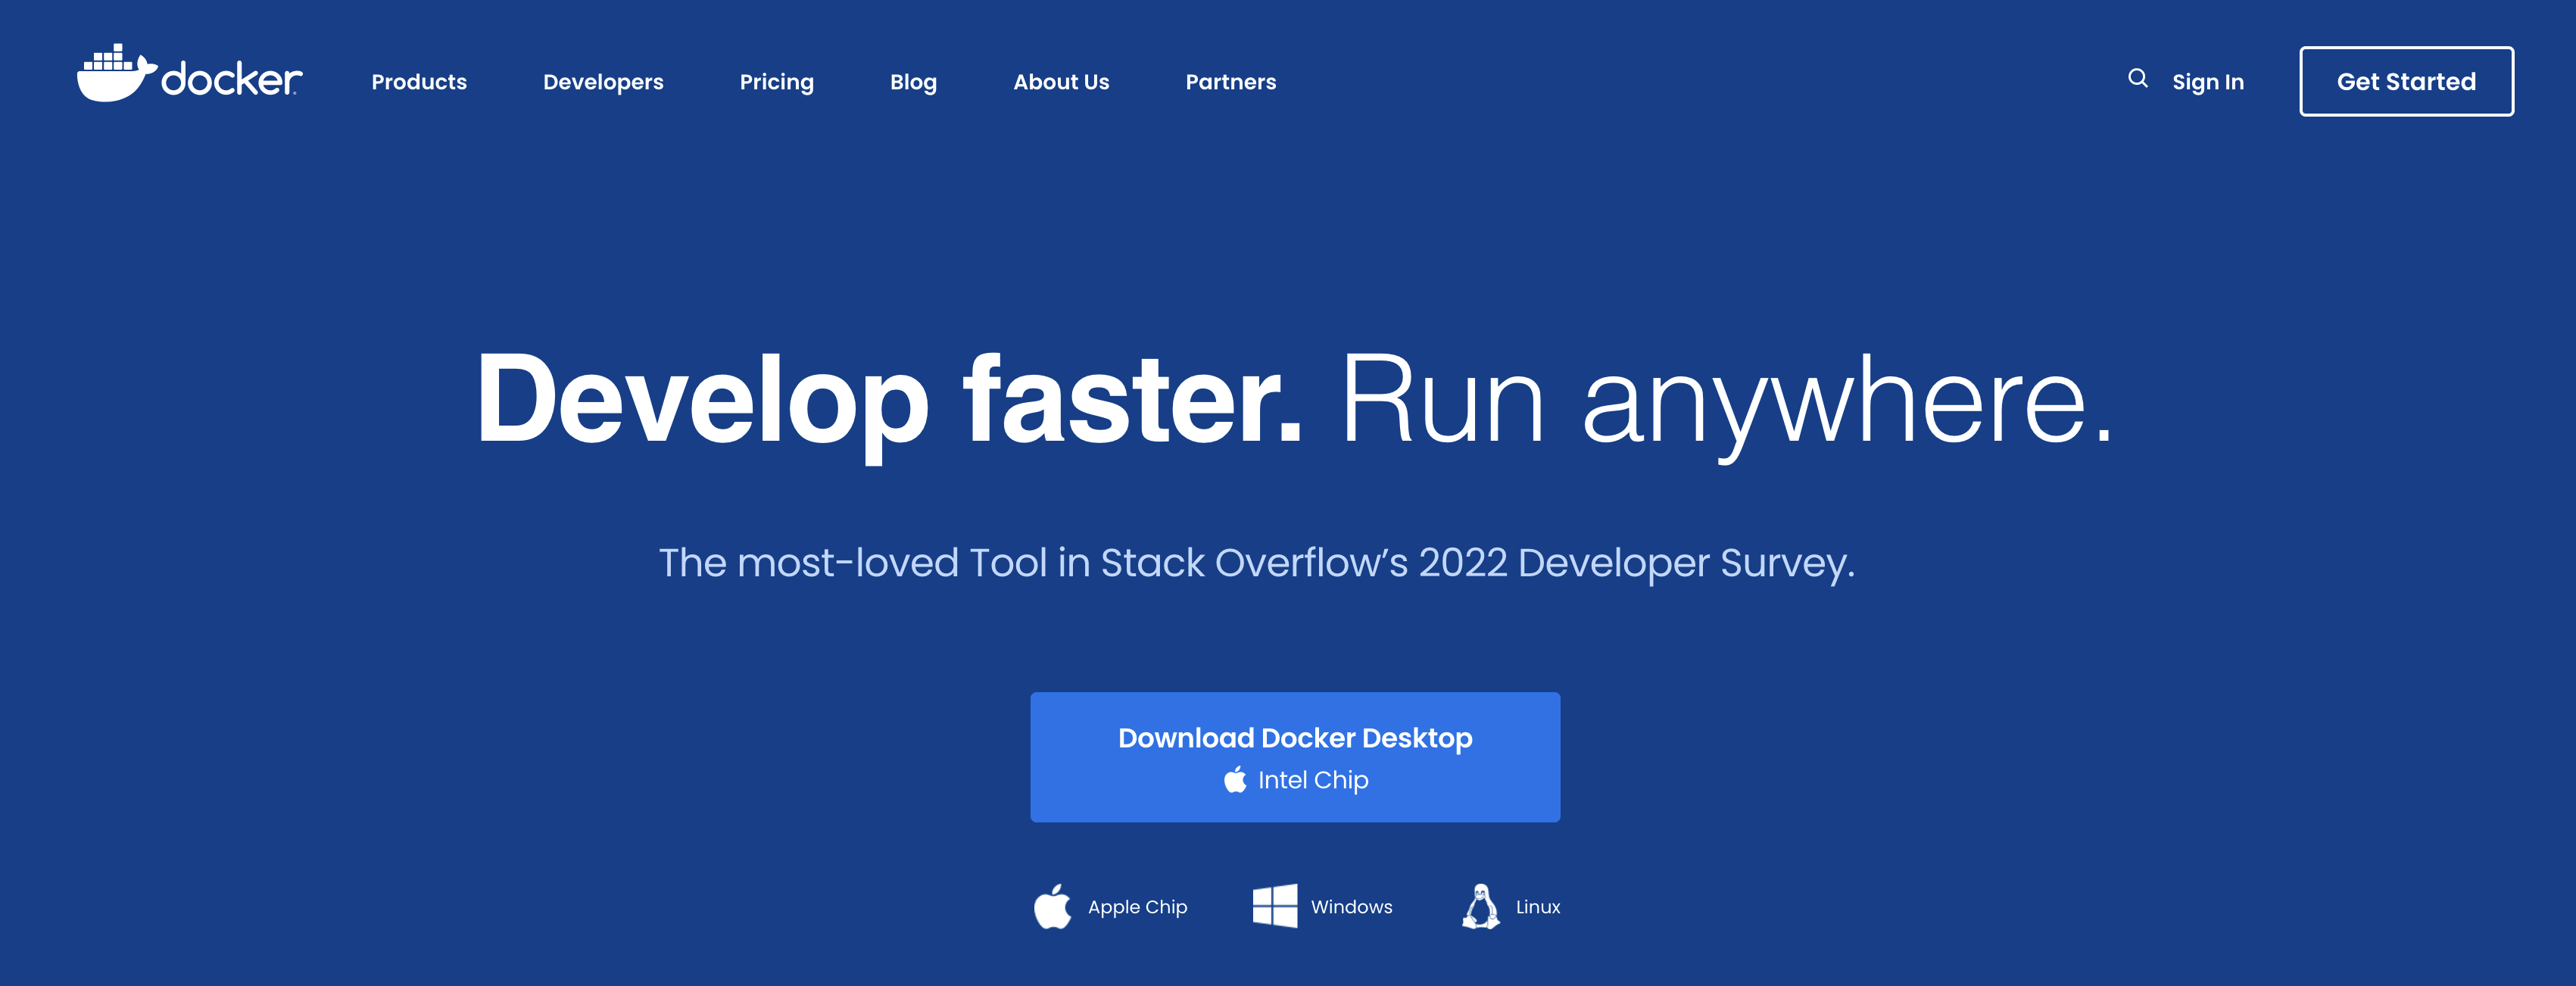 docker
Products Developers Pricing Blog About Us Partners Sign In Get Started
Develop faster. Run anywhere.
The most-loved Tool in Stack Overflow’s 2022 Developer Survey.
Download Docker Desktop
Intel Chip
Apple Chip Windows Linux